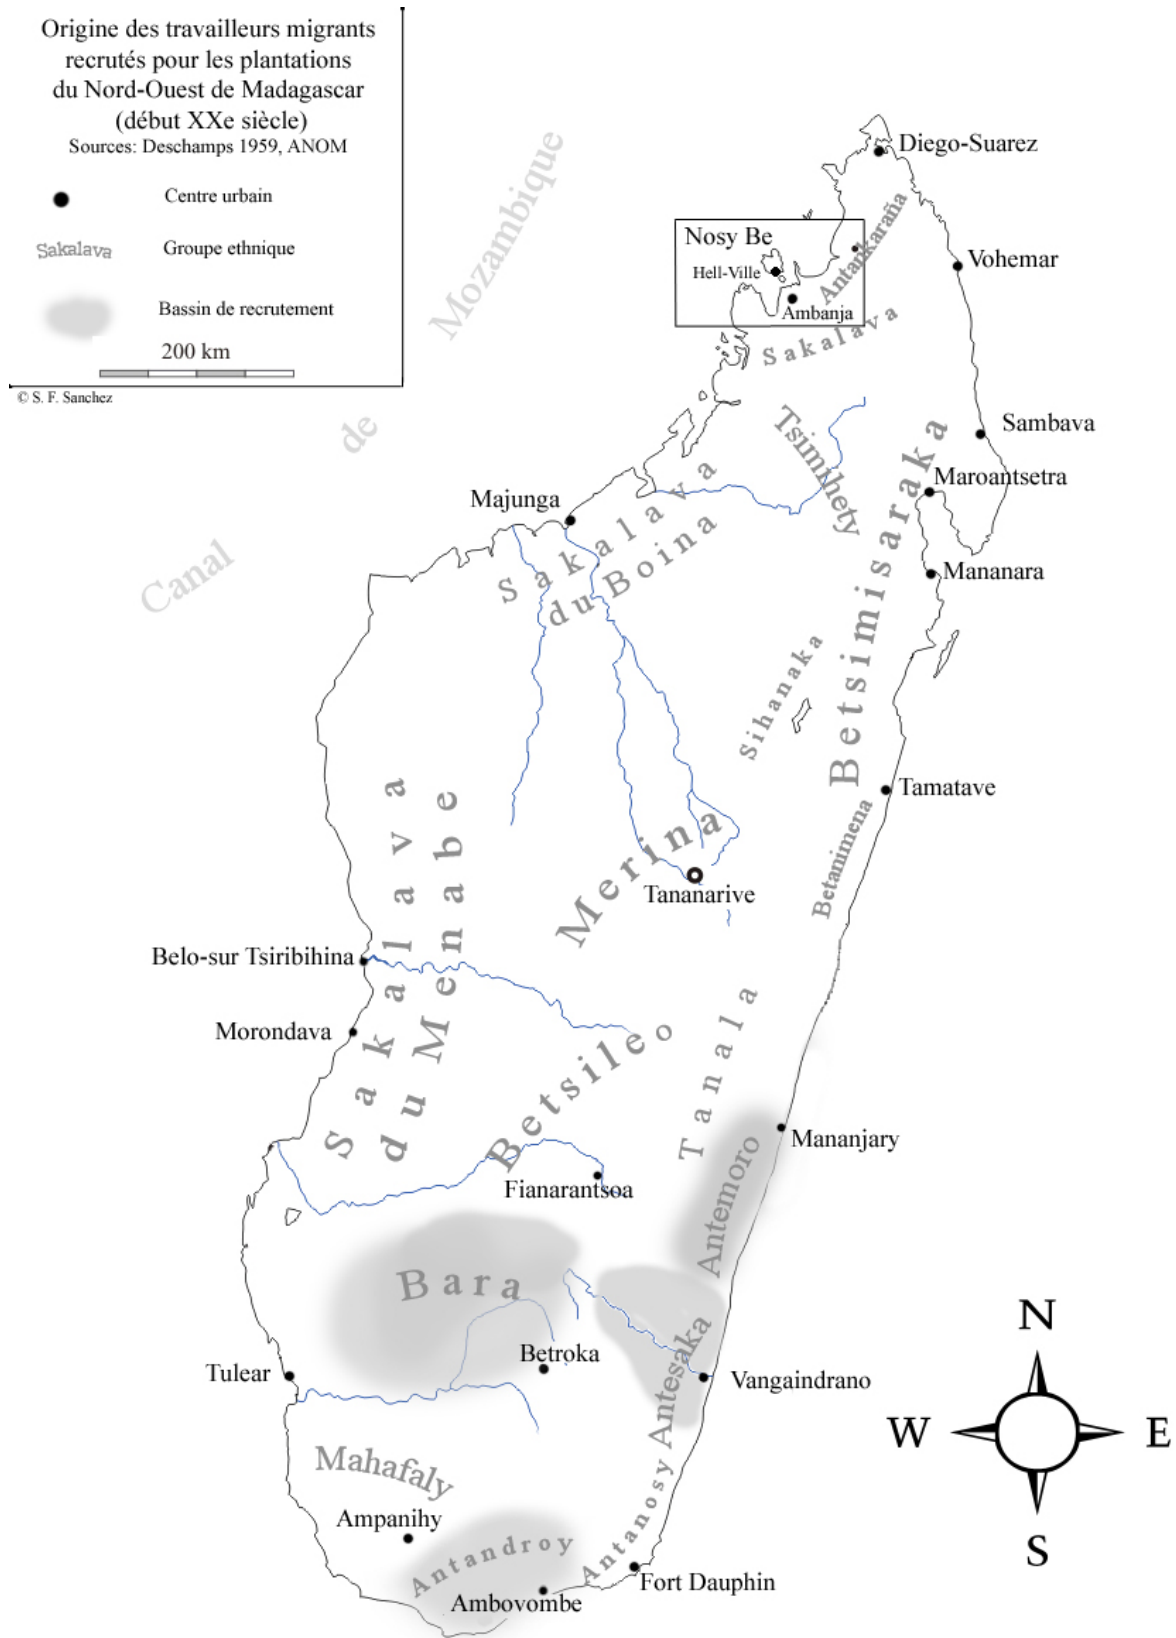 Origine des travailleurs migrants
recrutés pour les plantations
du Nord-Ouest de Madagascar
(début XXe siècle)
Sources: Deschamps 1959, ANOM
Centre urbain
Sakalava
Groupe ethnique
Bassin de recrutement
200 km
© S. F. Sanchez
Canal
de
Mozambique
Diego-Suarez
Antankaraña
Nosy Be
Hell-Ville
Ambanja
Vohemar
Sakalava
Tsimihety
Sambava
Maroantsetra
Majunga
Sakalava
du Boina
Betsimisaraka
Mananara
Sihanaka
Tamatave
Sakalava
du Menabe
Merina
Tananarive
Betanimena
Belo-sur Tsiribihina
Morondava
Betsileo
Tanala
Mananjary
Fianarantsoa
Antemoro
Bara
Betroka
Tulear
Antesaka
Vangaindrano
Mahafaly
Ampanihy
Antandroy
Antanosy
Ambovombe
Fort Dauphin
N
W
E
S